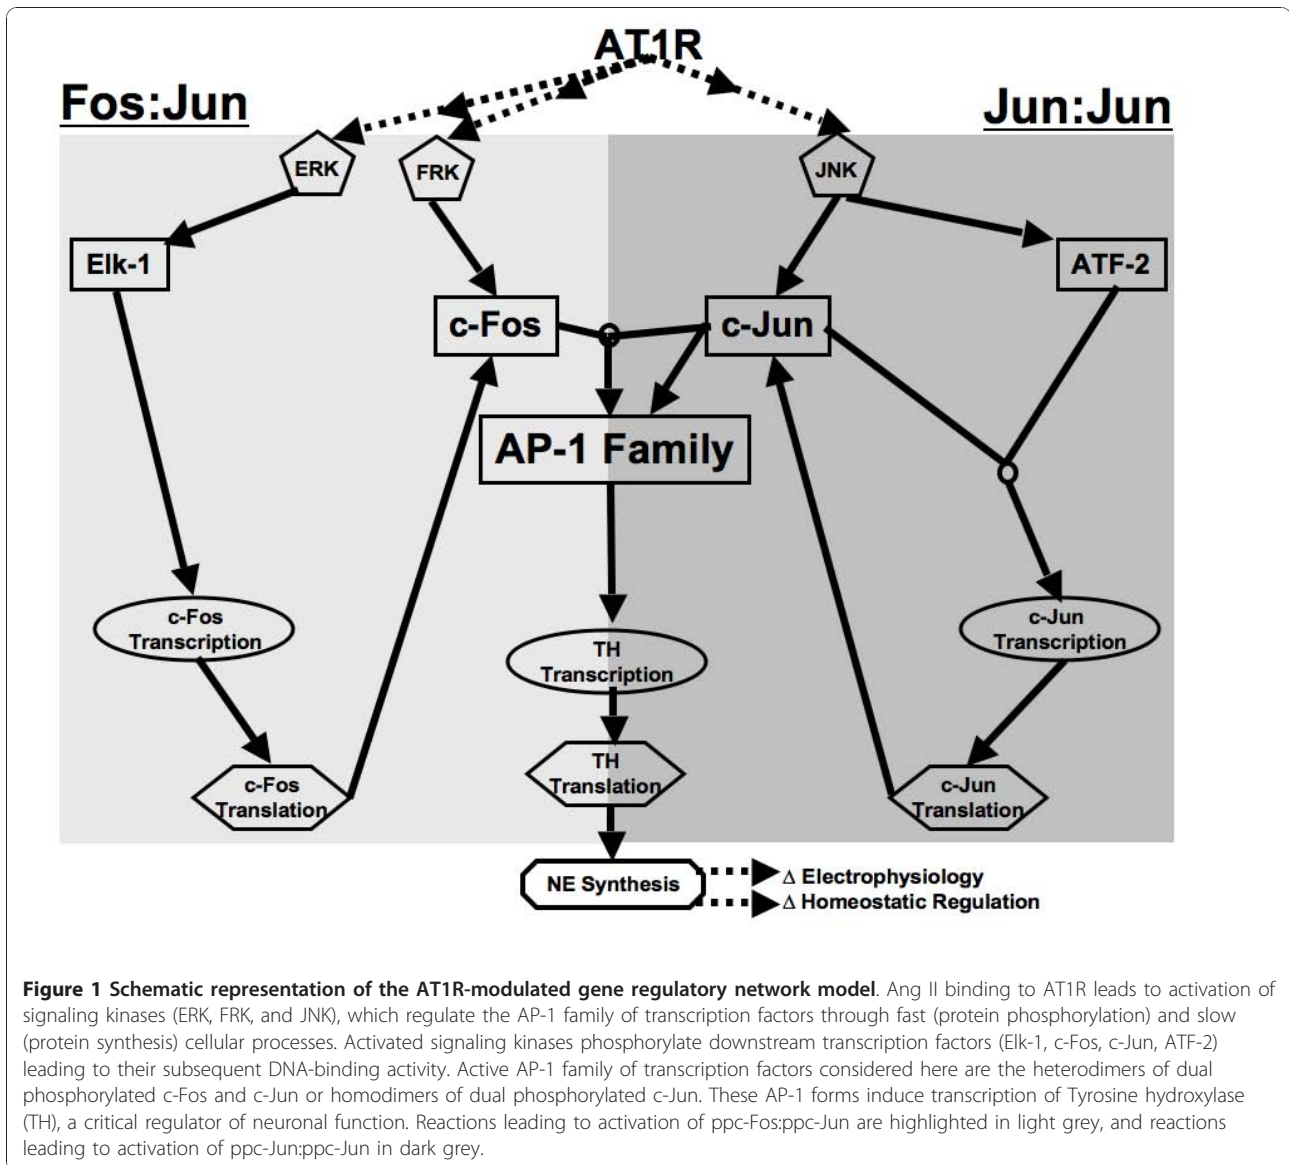 AT1R
Fos:Jun
Jun:Jun
ERK
FRK
JNK
Elk-1
ATF-2
c-Fos
c-Jun
AP-1 Family
c-Fos
Transcription
TH
Transcription
c-Jun
Transcription
c-Fos
Translation
TH
Translation
c-Jun
Translation
NE Synthesis
Δ Electrophysiology
Δ Homeostatic Regulation
Figure 1 Schematic representation of the AT1R-modulated gene regulatory network model. Ang II binding to AT1R leads to activation of
signaling kinases (ERK, FRK, and JNK), which regulate the AP-1 family of transcription factors through fast (protein phosphorylation) and slow
(protein synthesis) cellular processes. Activated signaling kinases phosphorylate downstream transcription factors (Elk-1, c-Fos, c-Jun, ATF-2)
leading to their subsequent DNA-binding activity. Active AP-1 family of transcription factors considered here are the heterodimers of dual
phosphorylated c-Fos and c-Jun or homodimers of dual phosphorylated c-Jun. These AP-1 forms induce transcription of Tyrosine hydroxylase
(TH), a critical regulator of neuronal function. Reactions leading to activation of ppc-Fos:ppc-Jun are highlighted in light grey, and reactions
leading to activation of ppc-Jun:ppc-Jun in dark grey.